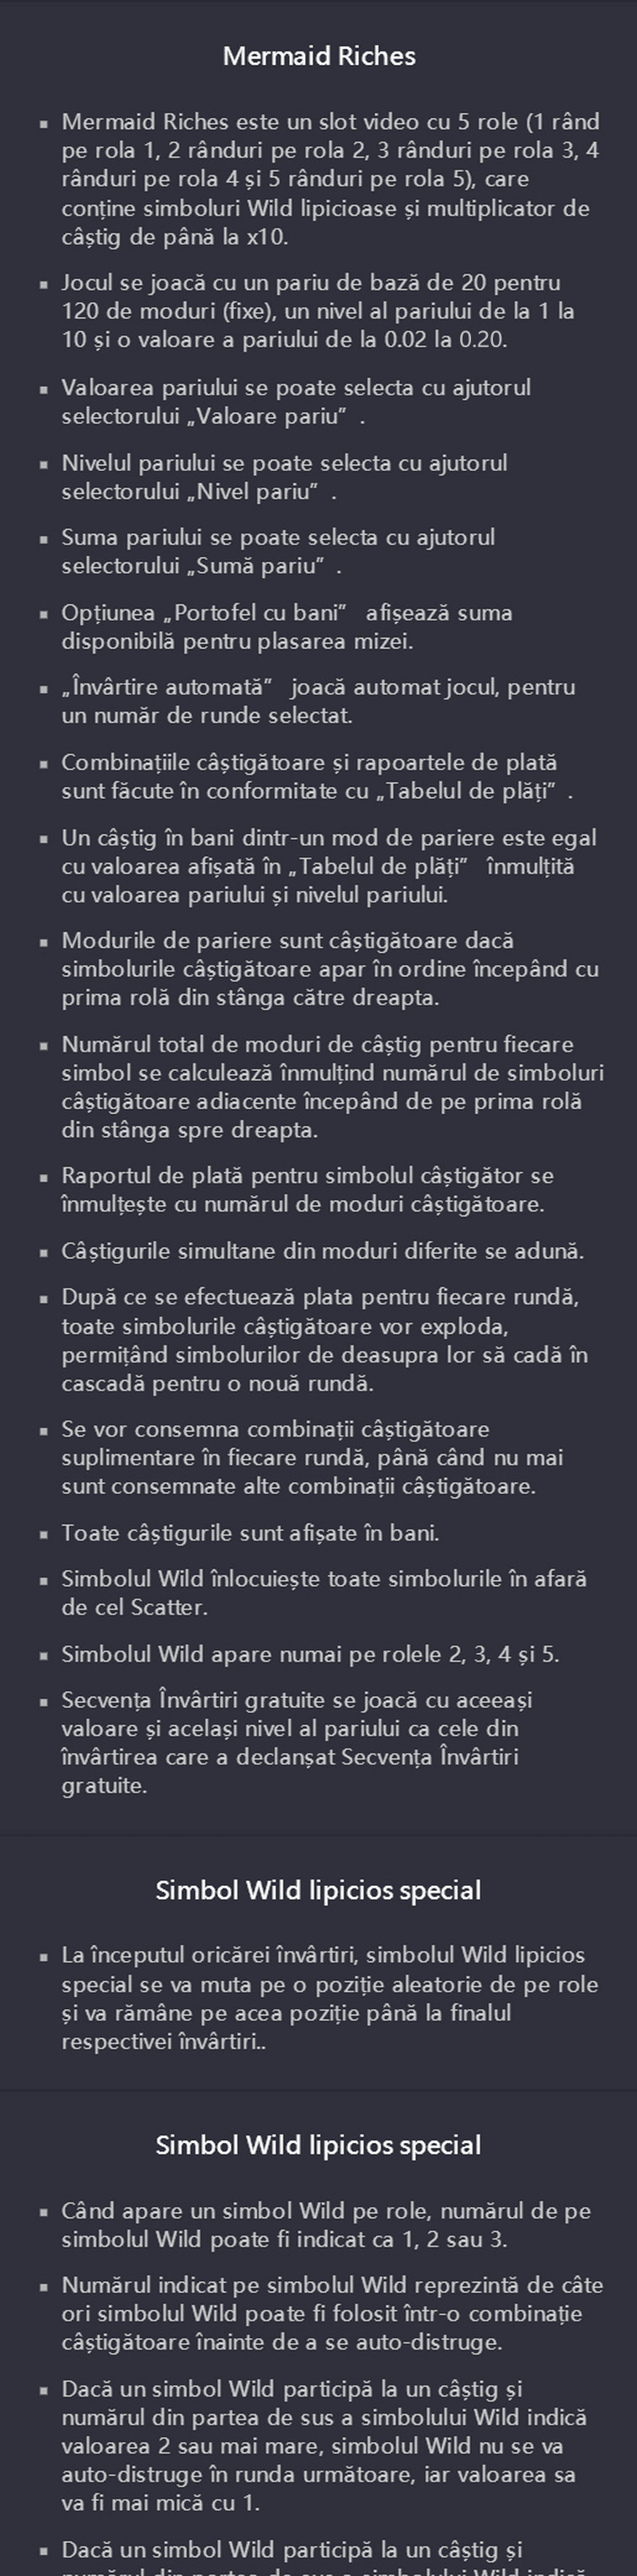 Mermaid Riches
▪ Mermaid Riches este un slot video cu 5 role (1 rând
pe rola 1, 2 rânduri pe rola 2, 3 rânduri pe rola 3, 4
rânduri pe rola 4 și 5 rânduri pe rola 5), care
conține simboluri Wild lipicioase și multiplicator de
câștig de până la x10.
▪ Jocul se joacă cu un pariu de bază de 20 pentru
120 de moduri (fixe), un nivel al pariului de la 1 la
10 și o valoare a pariului de la 0.02 la 0.20.
▪ Valoarea pariului se poate selecta cu ajutorul
selectorului „Valoare pariu” .
▪ Nivelul pariului se poate selecta cu ajutorul
selectorului „Nivel pariu” .
▪ Suma pariului se poate selecta cu ajutorul
selectorului „Sumă pariu” .
▪ Opțiunea „Portofel cu bani” afișează suma
disponibilă pentru plasarea mizei.
▪ „Învârtire automată” joacă automat jocul, pentru
un număr de runde selectat.
▪ Combinațiile câștigătoare și rapoartele de plată
sunt făcute în conformitate cu „Tabelul de plăți” .
▪ Un câștig în bani dintr-un mod de pariere este egal
cu valoarea afișată în „Tabelul de plăți” înmulțită
cu valoarea pariului și nivelul pariului.
▪ Modurile de pariere sunt câștigătoare dacă
simbolurile câștigătoare apar în ordine începând cu
prima rolă din stânga către dreapta.
▪ Numărul total de moduri de câștig pentru fiecare
simbol se calculează înmulțind numărul de simboluri
câștigătoare adiacente începând de pe prima rolă
din stânga spre dreapta.
▪ Raportul de plată pentru simbolul câștigător se
înmulțește cu numărul de moduri câștigătoare.
▪ Câștigurile simultane din moduri diferite se adună.
▪ După ce se efectuează plata pentru fiecare rundă,
toate simbolurile câștigătoare vor exploda,
permițând simbolurilor de deasupra lor să cadă în
cascadă pentru o nouă rundă.
▪ Se vor consemna combinații câștigătoare
suplimentare în fiecare rundă, până când nu mai
sunt consemnate alte combinații câștigătoare.
▪ Toate câștigurile sunt afișate în bani.
▪ Simbolul Wild înlocuiește toate simbolurile în afară
de cel Scatter.
▪ Simbolul Wild apare numai pe rolele 2, 3, 4 și 5.
▪ Secvența Învârtiri gratuite se joacă cu aceeași
valoare și același nivel al pariului ca cele din
învârtirea care a declanșat Secvența Învârtiri
gratuite.
Simbol Wild lipicios special
▪ La începutul oricărei învârtiri, simbolul Wild lipicios
special se va muta pe o poziție aleatorie de pe role
și va rămâne pe acea poziție până la finalul
respectivei învârtiri..
Simbol Wild lipicios special
▪ Când apare un simbol Wild pe role, numărul de pe
simbolul Wild poate fi indicat ca 1, 2 sau 3.
▪ Numărul indicat pe simbolul Wild reprezintă de câte
ori simbolul Wild poate fi folosit într-o combinație
câștigătoare înainte de a se auto-distruge.
▪ Dacă un simbol Wild participă la un câștig și
numărul din partea de sus a simbolului Wild indică
valoarea 2 sau mai mare, simbolul Wild nu se va
auto-distruge în runda următoare, iar valoarea sa
va fi mai mică cu 1.
▪ Dacă un simbol Wild participă la un câștig și